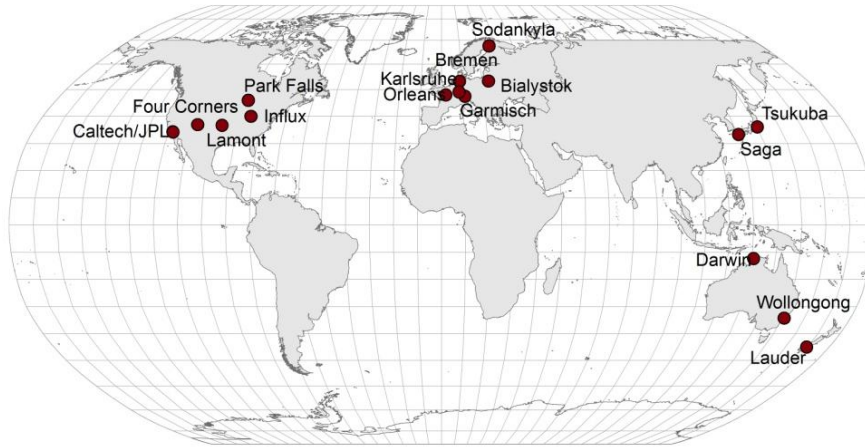 Sodankyla
Bremen
Karlsruhe
Bialystok
Orleans
Garmisch
Park Falls
Four Corners
Influx
Caltech/JPL
Lamont
Tsukuba
Saga
Darwin
Wollongong
Lauder